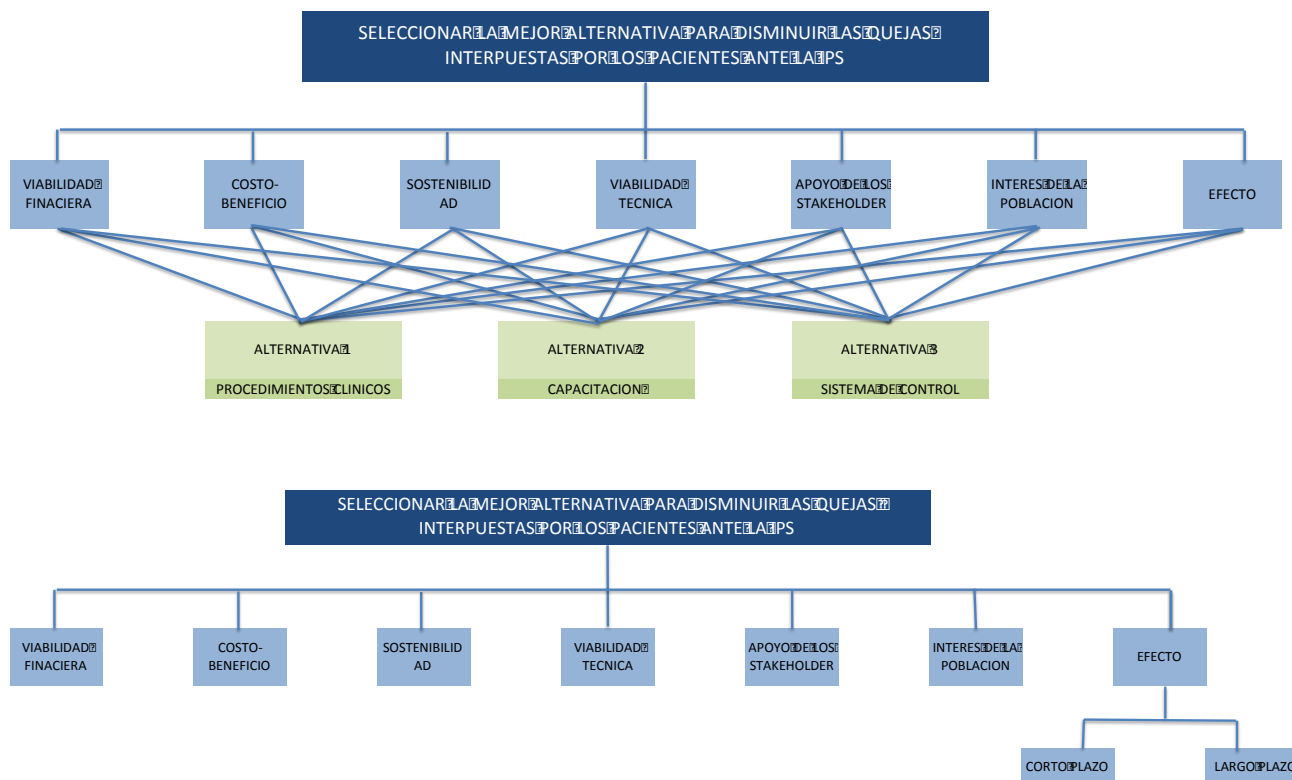 SELECCIONAR LA MEJOR ALTERNATIVA PARA DISMINUIR LAS QUEJAS
INTERPUESTAS POR LOS PACIENTES ANTE LA IPS
VIABILIDAD
FINACIERA
COSTO-
BENEFICIO
SOSTENIBILID
AD
VIABILIDAD
TECNICA
APOYO DE LOS
STAKEHOLDER
INTERES DE LA
POBLACION
EFECTO
ALTERNATIVA 1
PROCEDIMIENTOS CLINICOS
ALTERNATIVA 2
CAPACITACION
ALTERNATIVA 3
SISTEMA DE CONTROL
SELECCIONAR LA MEJOR ALTERNATIVA PARA DISMINUIR LAS QUEJAS
INTERPUESTAS POR LOS PACIENTES ANTE LA IPS
VIABILIDAD
FINACIERA
COSTO-
BENEFICIO
SOSTENIBILID
AD
VIABILIDAD
TECNICA
APOYO DE LOS
STAKEHOLDER
INTERES DE LA
POBLACION
EFECTO
CORTO PLAZO
LARGO PLAZO